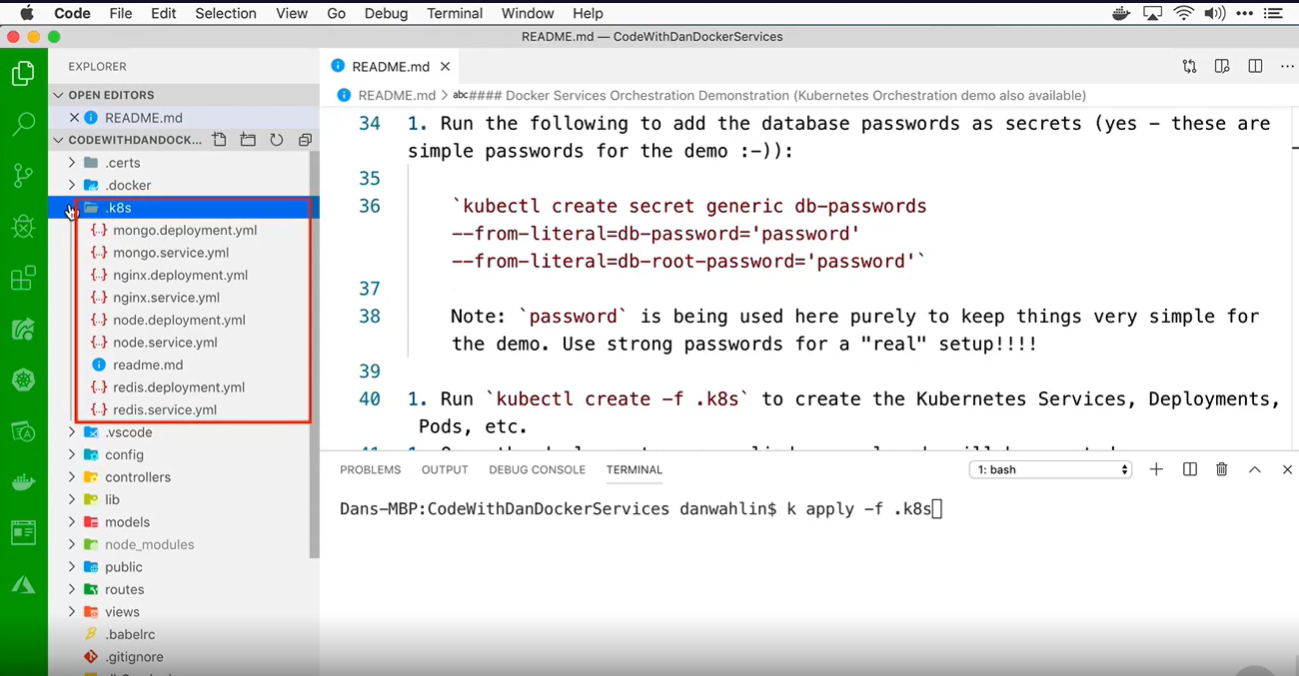 Code File Edit Selection View Go Debug Terminal Window Help
README.md — CodeWithDanDockerServices
EXPLORER
OPEN EDITORS
README.md
CODEWITHDANDOCK...
.certs
.docker
.k8s
mongo.deployment.yml
mongo.service.yml
nginx.deployment.yml
nginx.service.yml
node.deployment.yml
node.service.yml
readme.md
redis.deployment.yml
redis.service.yml
.vscode
config
controllers
lib
models
node_modules
public
routes
views
.babelrc
.gitignore
README.md
README.md > abc#### Docker Services Orchestration Demonstration (Kubernetes Orchestration demo also available)
34 1. Run the following to add the database passwords as secrets (yes – these are
simple passwords for the demo :–)):
35
36 `kubectl create secret generic db-passwords
--from-literal=db-password='password'
--from-literal=db-root-password='password'`
37
38 Note: `password` is being used here purely to keep things very simple for
the demo. Use strong passwords for a "real" setup!!!!
39
40 1. Run `kubectl create –f .k8s` to create the Kubernetes Services, Deployments,
Pods, etc.
PROBLEMS OUTPUT DEBUG CONSOLE TERMINAL
1: bash
Dans–MBP:CodeWithDanDockerServices danwahlin$ k apply –f .k8s